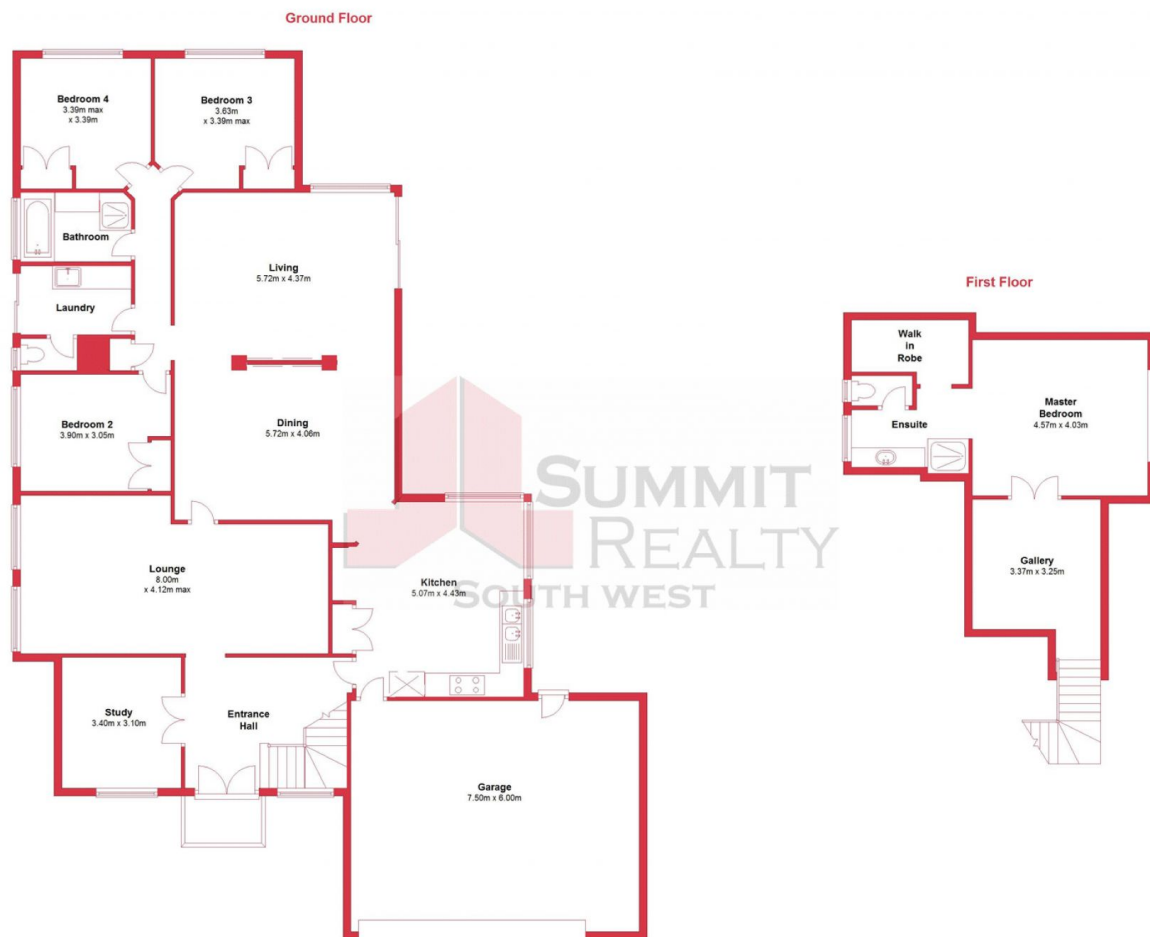 Ground Floor
Bedroom 4
3.39m max
x 3.39m
Bedroom 3
3.63m
x 3.39m max
Bathroom
Living
5.72m x 4.37m
Laundry
Bedroom 2
3.90m x 3.05m
Dining
5.72m x 4.06m
Lounge
8.00m
x 4.12m max
Kitchen
5.07m x 4.43m
Study
3.40m x 3.10m
Entrance
Hall
Garage
7.50m x 6.00m
SUMMIT
REALTY
SOUTH WEST
First Floor
Walk
in
Robe
Master
Bedroom
4.57m x 4.03m
Ensuite
Gallery
3.37m x 3.25m